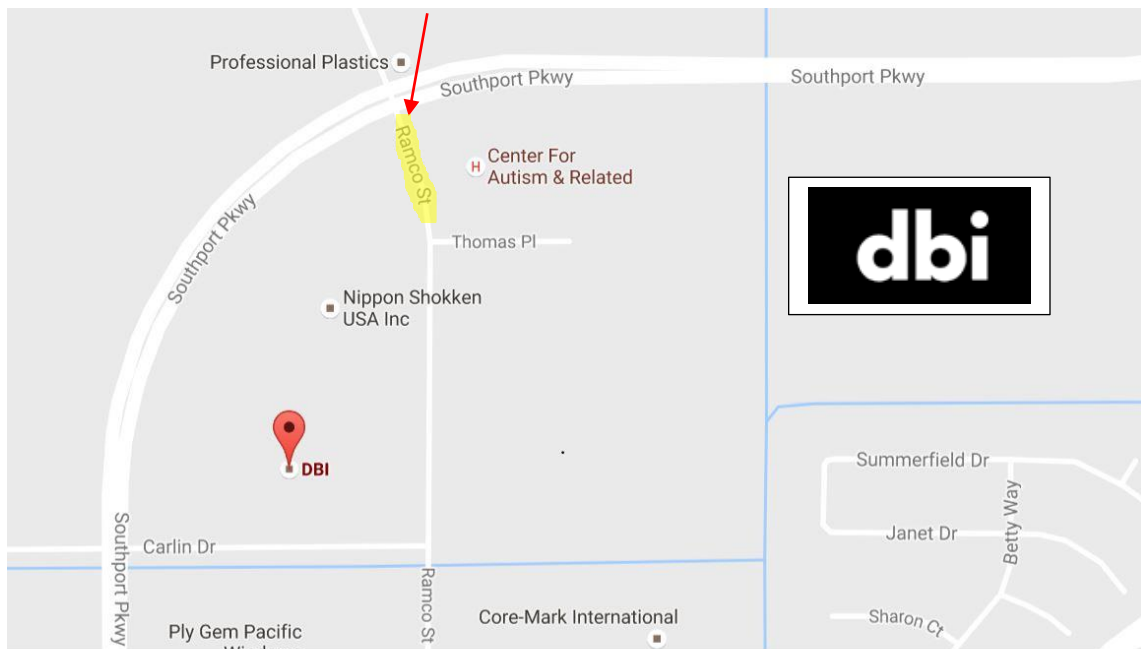 Professional Plastics
Southport Pkwy
Southport Pkwy
Ramco St
Center For
Autism & Related
dbi
Southport Pkwy
Thomas Pl
Nippon Shokken
USA Inc
DBI
Summerfield Dr
Betty Way
Janet Dr
Southport Pkwy
Carlin Dr
Ramco St
Core-Mark International
Sharon Ct
Ply Gem Pacific